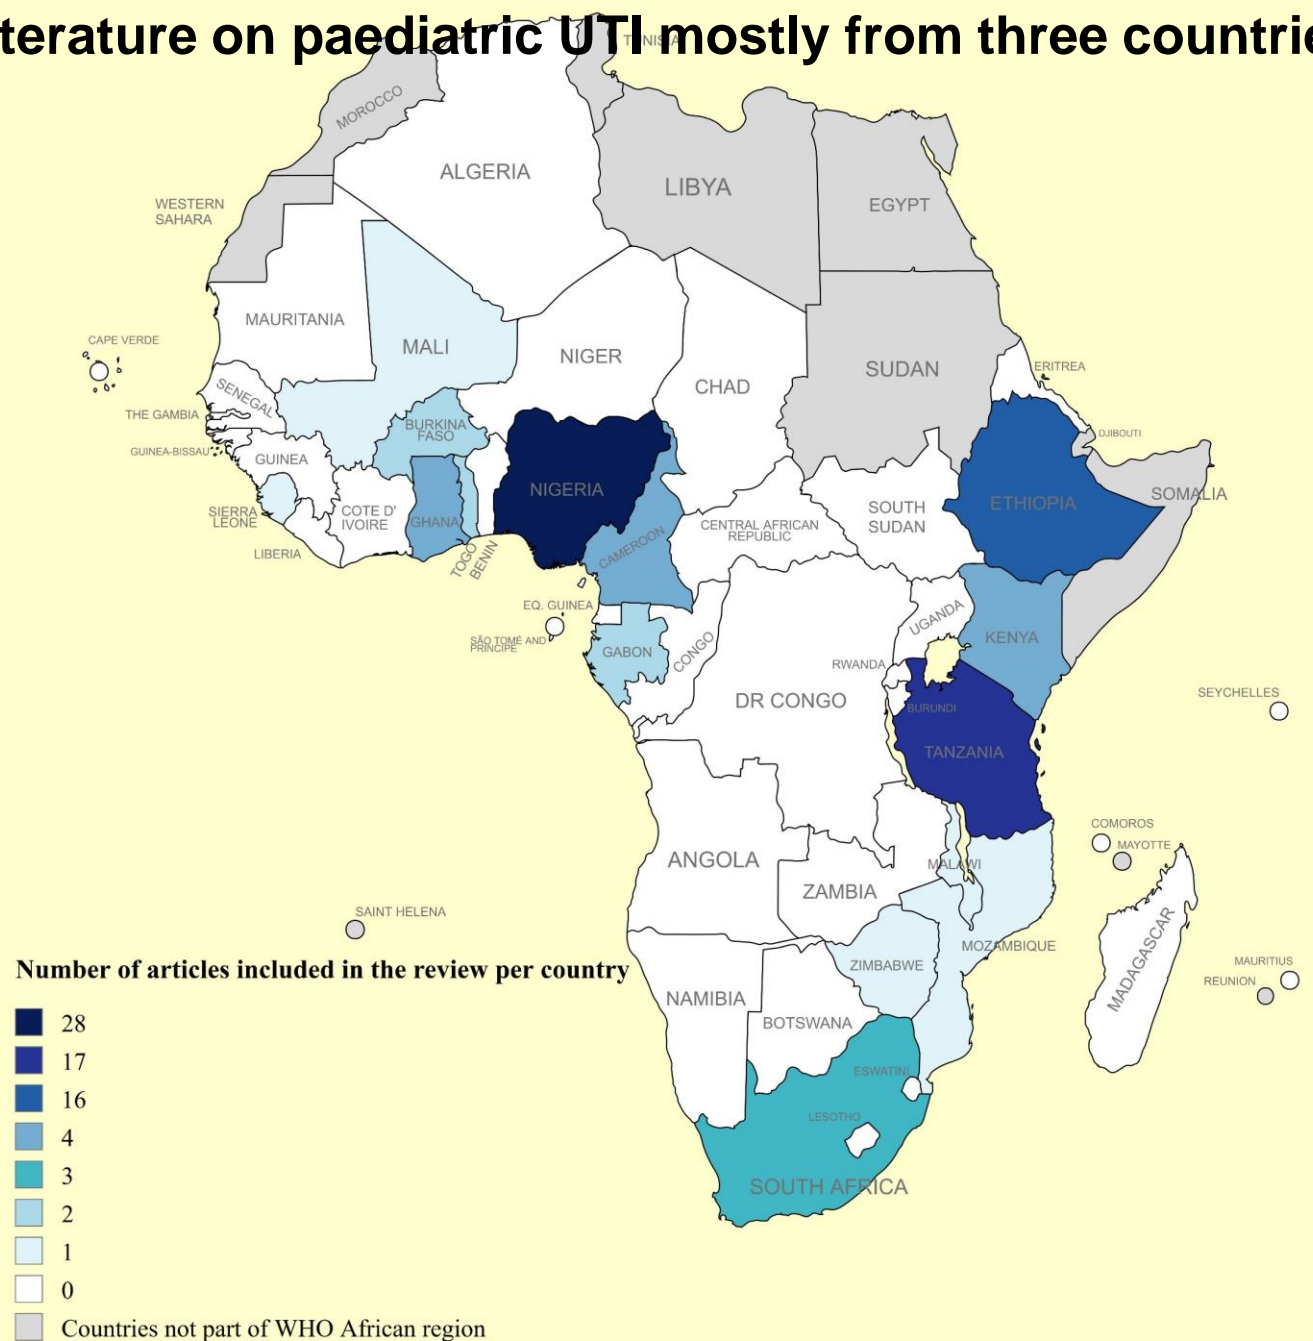 terature on paediatric UTI mostly from three countrie
TUNISIA
MOROCCO
ALGERIA
LIBYA
EGYPT
WESTERN
SAHARA
MAURITANIA
MALI
NIGER
CHAD
SUDAN
ERITREA
CAPE VERDE
SENEGAL
THE GAMBIA
GUINEA-BISSAU
GUINEA
BURKINA
FASO
DJIBOUTI
SIERRA
LEONE
LIBERIA
COTE D'
IVOIRE
GHANA
TOGO
BENIN
NIGERIA
CAMEROON
CENTRAL AFRICAN
REPUBLIC
SOUTH
SUDAN
ETHIOPIA
SOMALIA
EQ. GUINEA
SÃO TOMÉ AND
PRINCIPE
GABON
CONGO
DR CONGO
UGANDA
KENYA
RWANDA
BURUNDI
TANZANIA
SEYCHELLES
COMOROS
MAYOTTE
ANGOLA
ZAMBIA
MALAWI
MOZAMBIQUE
MADAGASCAR
SAINT HELENA
ZIMBABWE
NAMIBIA
BOTSWANA
MAURITIUS
REUNION
ESWATINI
LESOTHO
SOUTH AFRICA
Number of articles included in the review per country
28
17
16
4
3
2
1
0
Countries not part of WHO African region